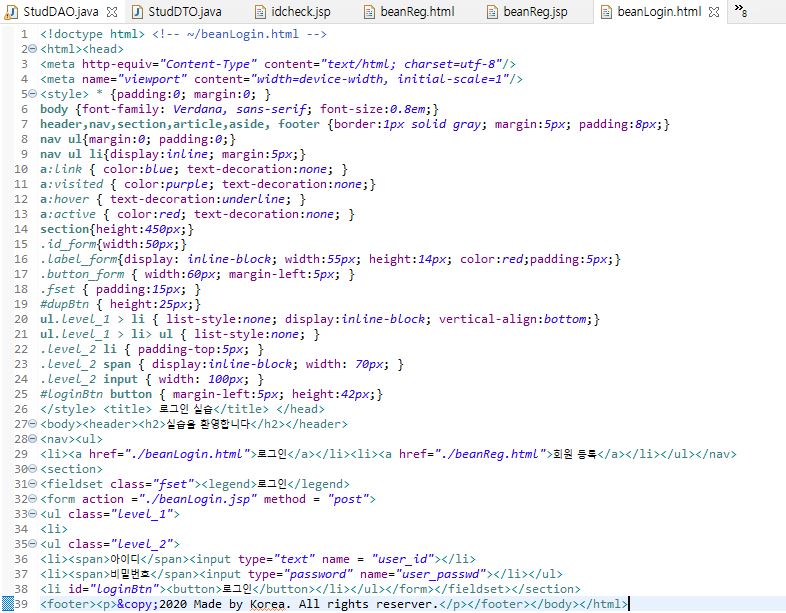 StudDAO.java StudDTO.java idcheck.jsp beanReg.html beanReg.jsp beanLogin.html »8
1 <!doctype html> <!-- ~/beanLogin.html -->
2 <html><head>
3 <meta http-equiv="Content-Type" content="text/html; charset=utf-8"/>
4 <meta name="viewport" content="width=device-width, initial-scale=1"/>
5 <style> * {padding:0; margin:0; }
6 body {font-family: Verdana, sans-serif; font-size:0.8em;}
7 header,nav,section,article,aside, footer {border:1px solid gray; margin:5px; padding:8px;}
8 nav ul{margin:0; padding:0;}
9 nav ul li{display:inline; margin:5px;}
10 a:link { color:blue; text-decoration:none; }
11 a:visited { color:purple; text-decoration:none;}
12 a:hover { text-decoration:underline; }
13 a:active { color:red; text-decoration:none; }
14 section{height:450px;}
15 .id_form{width:50px;}
16 .label_form{display: inline-block; width:55px; height:14px; color:red;padding:5px;}
17 .button_form { width:60px; margin-left:5px; }
18 .fset { padding:15px; }
19 #dupBtn { height:25px;}
20 ul.level_1 > li { list-style:none; display:inline-block; vertical-align:bottom;}
21 ul.level_1 > li> ul { list-style:none; }
22 .level_2 li { padding-top:5px; }
23 .level_2 span { display:inline-block; width: 70px; }
24 .level_2 input { width: 100px; }
25 #loginBtn button { margin-left:5px; height:42px;}
26 </style> <title> 로그인 실습</title> </head>
27 <body><header><h2>실습을 환영합니다</h2></header>
28 <nav><ul>
29 <li><a href="./beanLogin.html">로그인</a></li><li><a href="./beanReg.html">회원 등록</a></li></ul></nav>
30 <section>
31 <fieldset class="fset"><legend>로그인</legend>
32 <form action ="./beanLogin.jsp" method = "post">
33 <ul class="level_1">
34 <li>
35 <ul class="level_2">
36 <li><span>아이디</span><input type="text" name = "user_id"></li>
37 <li><span>비밀번호</span><input type="password" name="user_passwd"></li></ul>
38 <li id="loginBtn"><button>로그인</button></li></ul></form></fieldset></section>
39 <footer><p>&copy;2020 Made by Korea. All rights reserver.</p></footer></body></html>